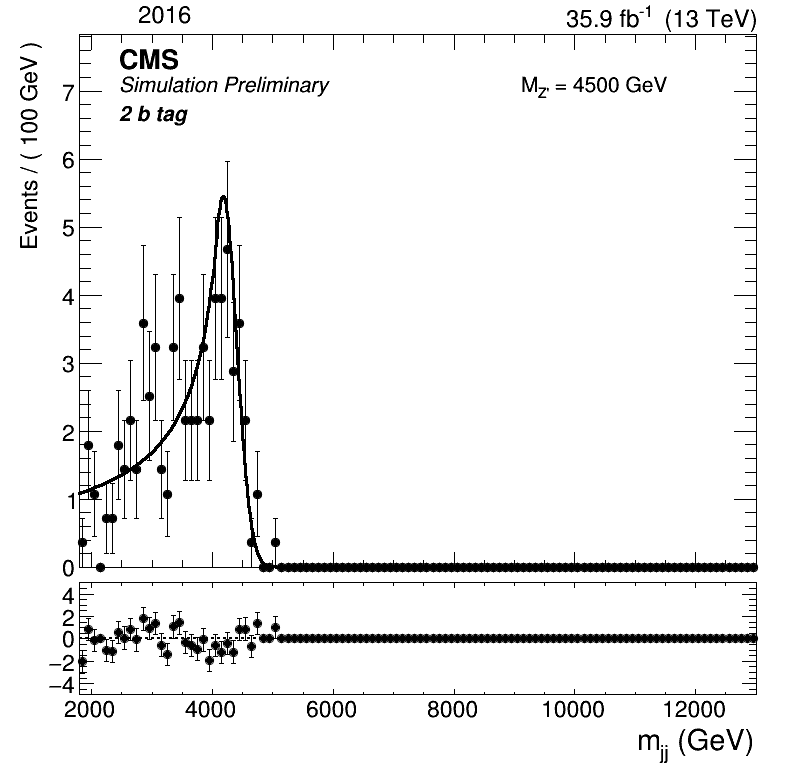 2016 35.9 fb⁻¹ (13 TeV)
CMS
Simulation Preliminary
M_Z' = 4500 GeV
2 b tag
Events / ( 100 GeV )
7
6
5
4
3
2
1
0
4
2
0
−2
−4
2000 4000 6000 8000 10000 12000
m_jj (GeV)